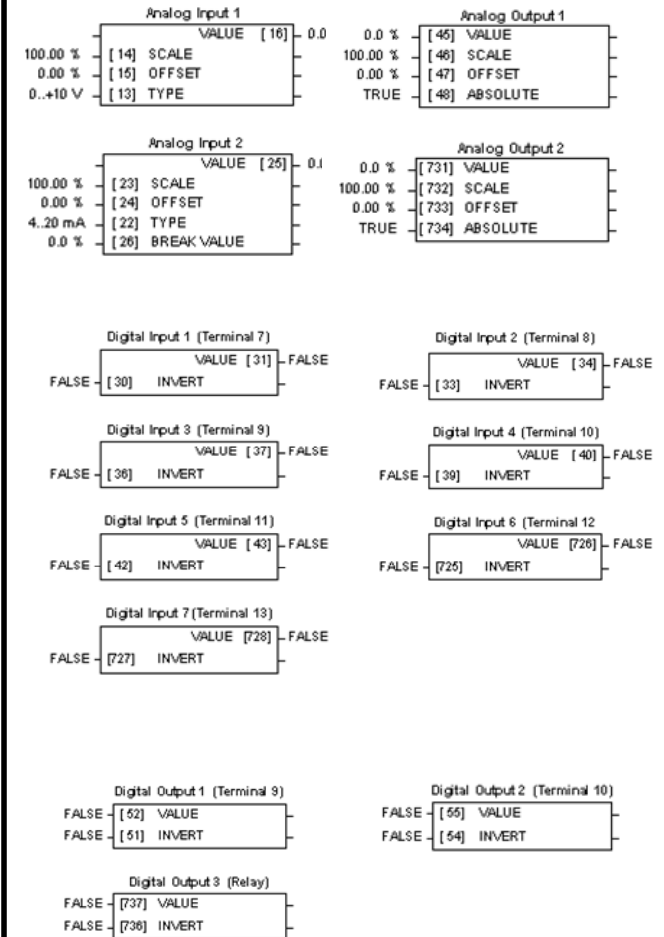 Analog Input 1
VALUE [ 16] 0.0
100.00 % [ 14] SCALE
0.00 % [ 15] OFFSET
0..+10 V [ 13] TYPE
Analog Output 1
0.0 % [ 45] VALUE
100.00 % [ 46] SCALE
0.00 % [ 47] OFFSET
TRUE [ 48] ABSOLUTE
Analog Input 2
VALUE [ 25]
100.00 % [ 23] SCALE
0.00 % [ 24] OFFSET
4..20 mA [ 22] TYPE
0.0 % [ 26] BREAK VALUE
Analog Output 2
0.0 % [ 731] VALUE
100.00 % [ 732] SCALE
0.00 % [ 733] OFFSET
TRUE [ 734] ABSOLUTE
Digital Input 1 (Terminal 7)
VALUE [ 31] FALSE
FALSE [ 30] INVERT
Digital Input 2 (Terminal 8)
VALUE [ 34] FALSE
FALSE [ 33] INVERT
Digital Input 3 (Terminal 9)
VALUE [ 37] FALSE
FALSE [ 36] INVERT
Digital Input 4 (Terminal 10)
VALUE [ 40] FALSE
FALSE [ 39] INVERT
Digital Input 5 (Terminal 11)
VALUE [ 43] FALSE
FALSE [ 42] INVERT
Digital Input 6 (Terminal 12
VALUE [726] FALSE
FALSE [725] INVERT
Digital Input 7 (Terminal 13)
VALUE [728] FALSE
FALSE [727] INVERT
Digital Output 1 (Terminal 9)
FALSE [ 52] VALUE
FALSE [ 51] INVERT
Digital Output 2 (Terminal 10)
FALSE [ 55] VALUE
FALSE [ 54] INVERT
Digital Output 3 (Relay)
FALSE [737] VALUE
FALSE [736] INVERT